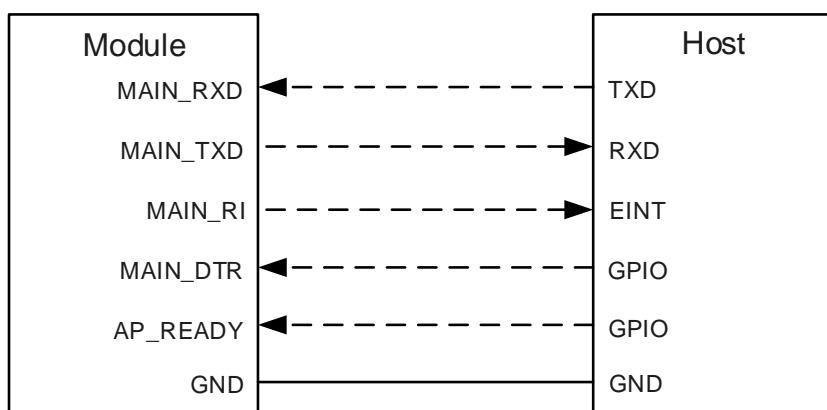 Module Host
MAIN_RXD TXD
MAIN_TXD RXD
MAIN_RI EINT
MAIN_DTR GPIO
AP_READY GPIO
GND GND